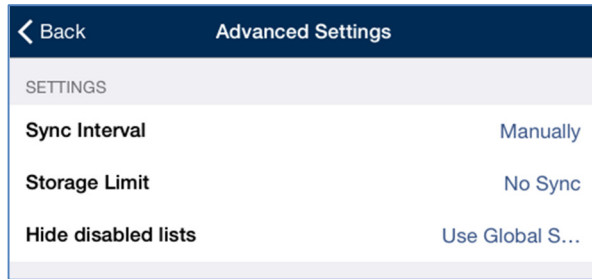 Back Advanced Settings
SETTINGS
Sync Interval Manually
Storage Limit No Sync
Hide disabled lists Use Global S...